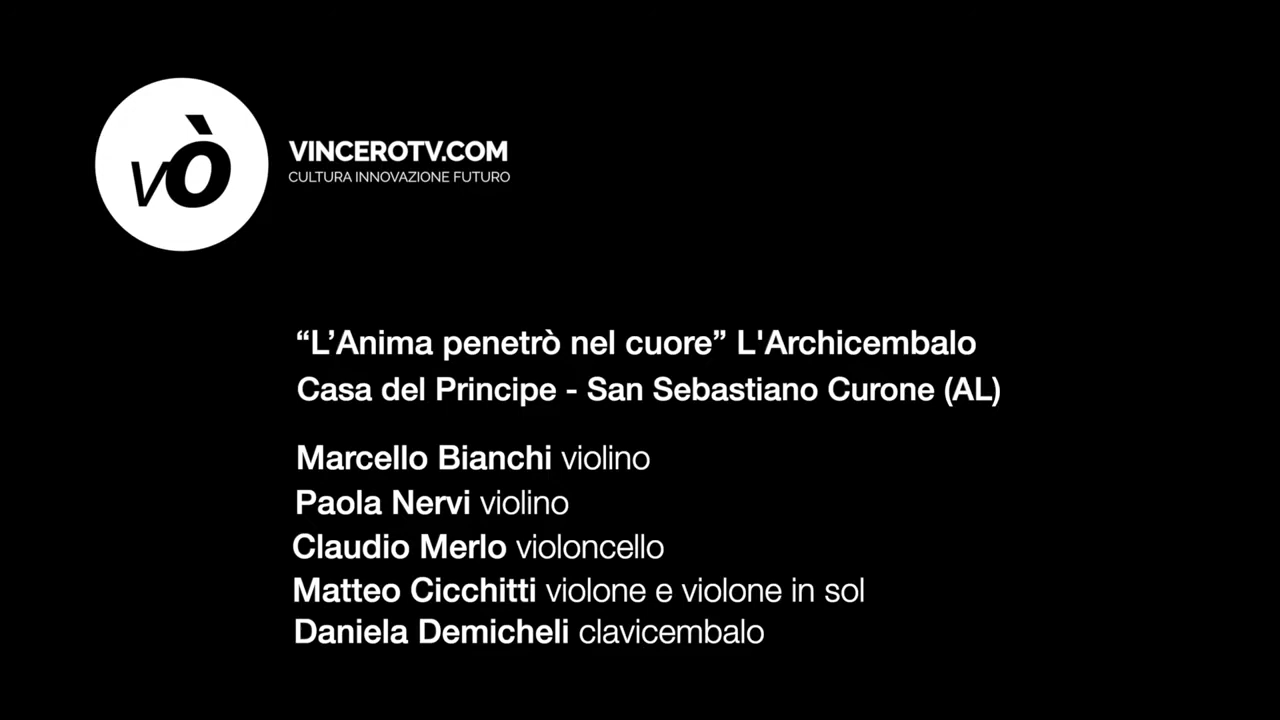 vò
VINCEROTV.COM
CULTURA INNOVAZIONE FUTURO
“L’Anima penetrò nel cuore” L'Archicembalo
Casa del Principe - San Sebastiano Curone (AL)
Marcello Bianchi violino
Paola Nervi violino
Claudio Merlo violoncello
Matteo Cicchitti violone e violone in sol
Daniela Demicheli clavicembalo